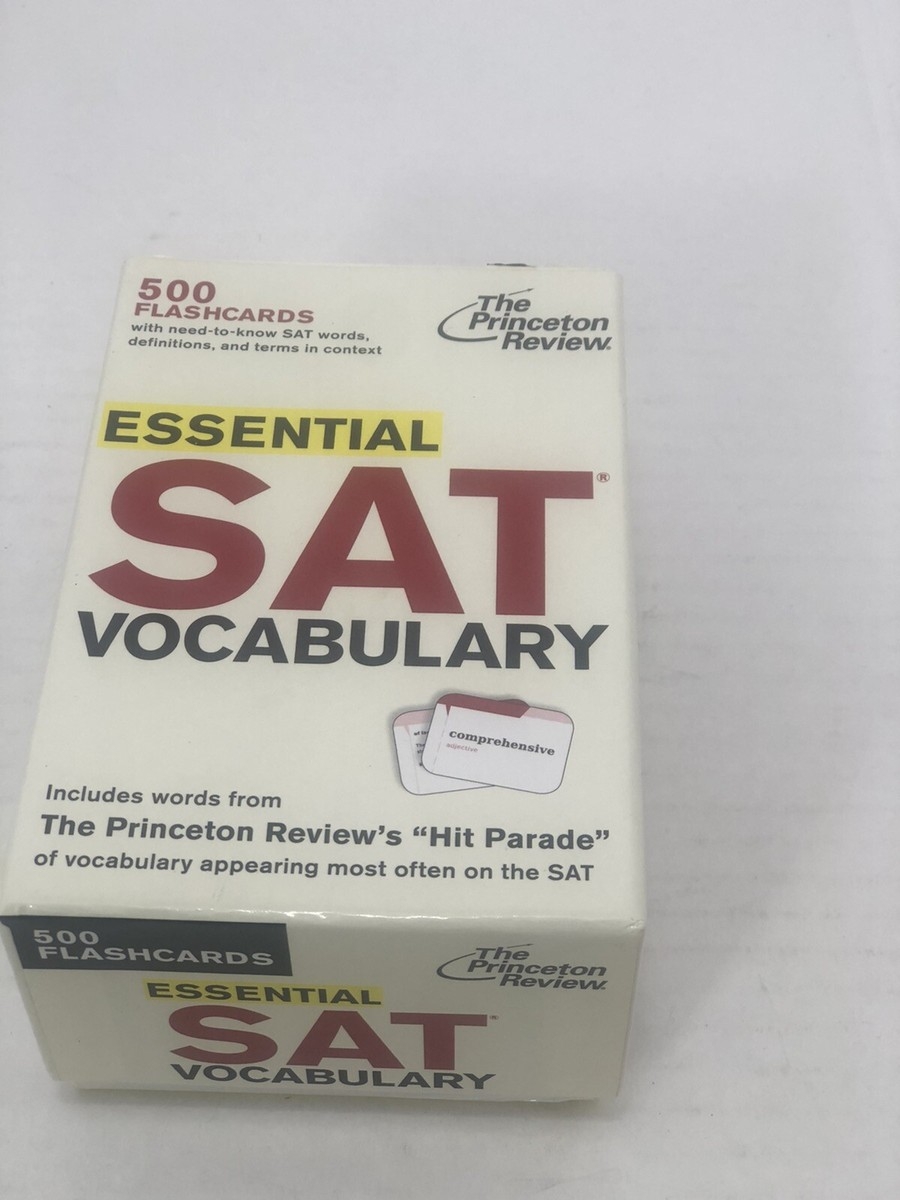 500
FLASHCARDS
with need-to-know SAT words,
definitions, and terms in context
The
Princeton
Review.
ESSENTIAL
SAT®
VOCABULARY
comprehensive
adjective
Includes words from
The Princeton Review's “Hit Parade”
of vocabulary appearing most often on the SAT
500
FLASHCARDS
The
Princeton
Review.
ESSENTIAL
SAT®
VOCABULARY